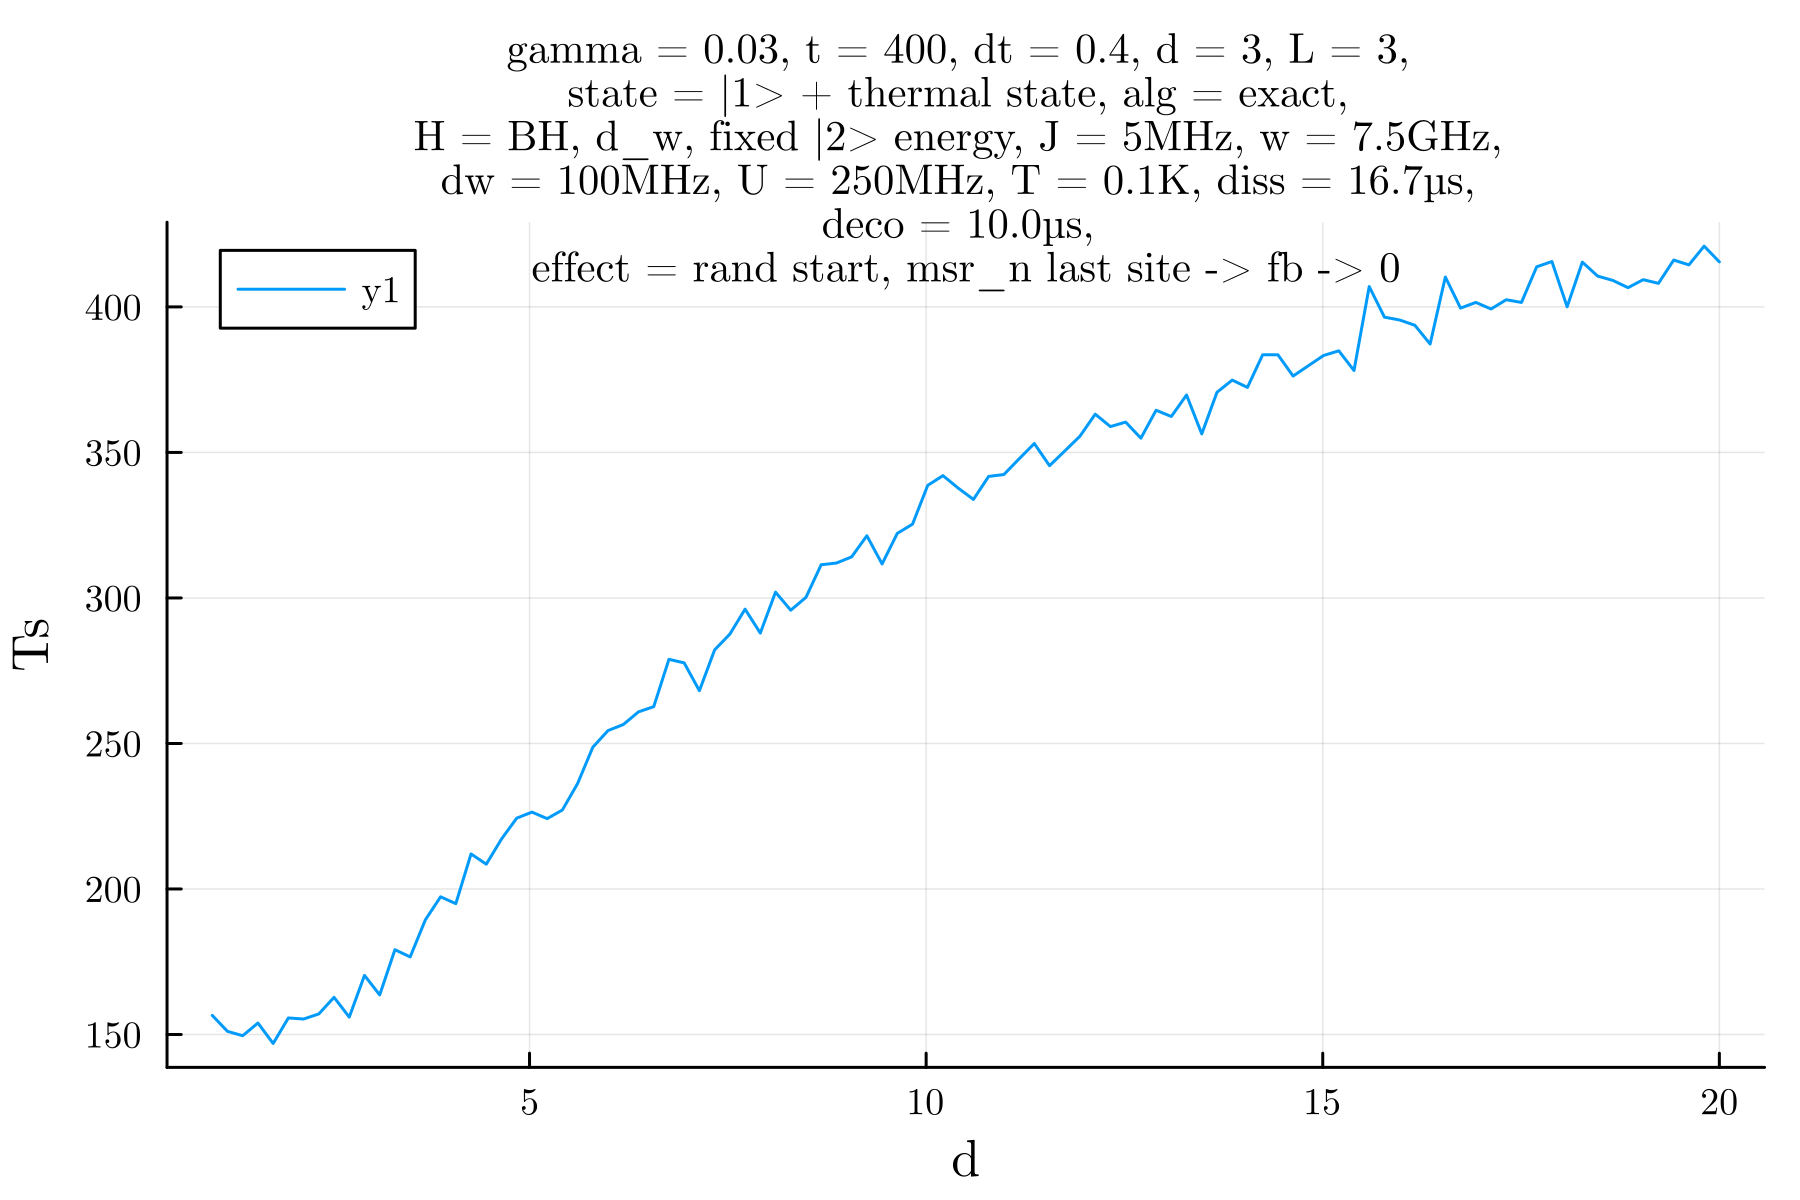 gamma = 0.03, t = 400, dt = 0.4, d = 3, L = 3,
state = |1> + thermal state, alg = exact,
H = BH, d_w, fixed |2> energy, J = 5MHz, w = 7.5GHz,
dw = 100MHz, U = 250MHz, T = 0.1K, diss = 16.7µs,
deco = 10.0µs,
effect = rand start, msr_n last site -> fb -> 0
y1
400
350
300
250
200
150
Ts
5 10 15 20
d